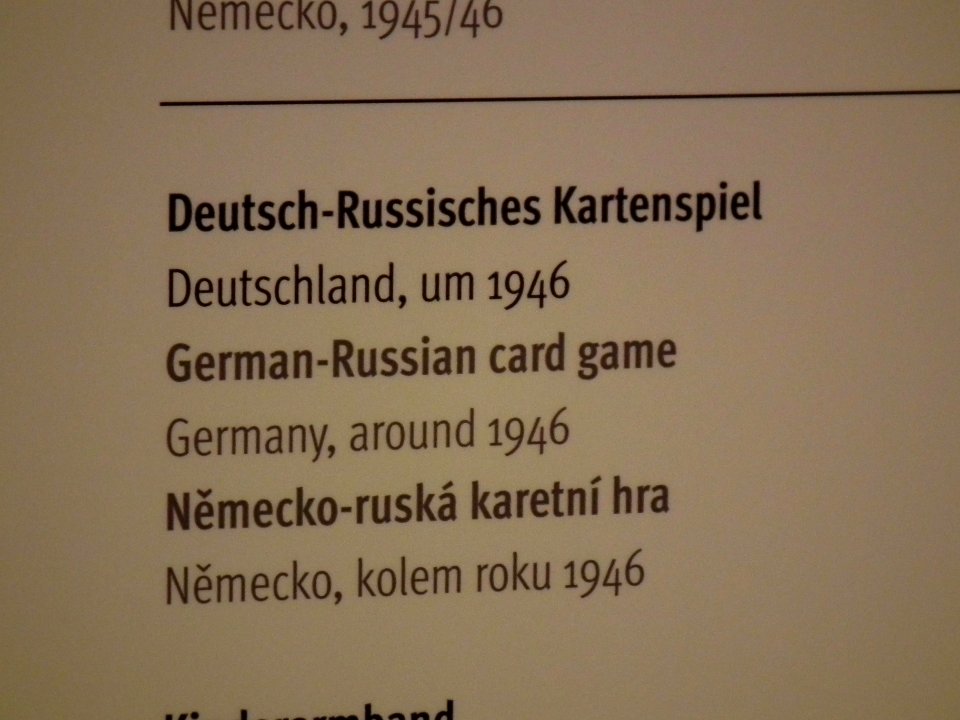 Německo, 1945/46
Deutsch-Russisches Kartenspiel
Deutschland, um 1946
German-Russian card game
Germany, around 1946
Německo-ruská karetní hra
Německo, kolem roku 1946
Kinderarmband